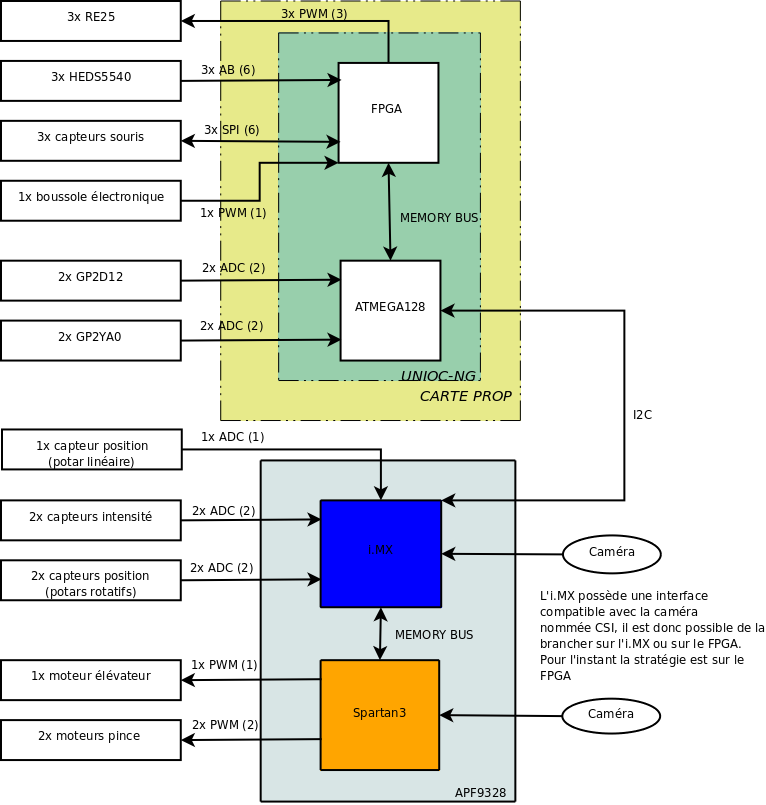 3x RE25
3x PWM (3)
3x HEDS5540
3x AB (6)
FPGA
3x capteurs souris
3x SPI (6)
1x boussole électronique
1x PWM (1)
MEMORY BUS
2x GP2D12
2x ADC (2)
ATMEGA128
2x GP2YA0
2x ADC (2)
UNIOC-NG
CARTE PROP
I2C
1x capteur position
(potar linéaire)
1x ADC (1)
2x capteurs intensité
2x ADC (2)
i.MX
Caméra
2x capteurs position
(potars rotatifs)
2x ADC (2)
L'i.MX possède une interface
compatible avec la caméra
nommée CSI, il est donc possible de la
brancher sur l'i.MX ou sur le FPGA.
Pour l'instant la stratégie est sur le
FPGA
MEMORY BUS
1x moteur élévateur
1x PWM (1)
Spartan3
Caméra
2x moteurs pince
2x PWM (2)
APF9328